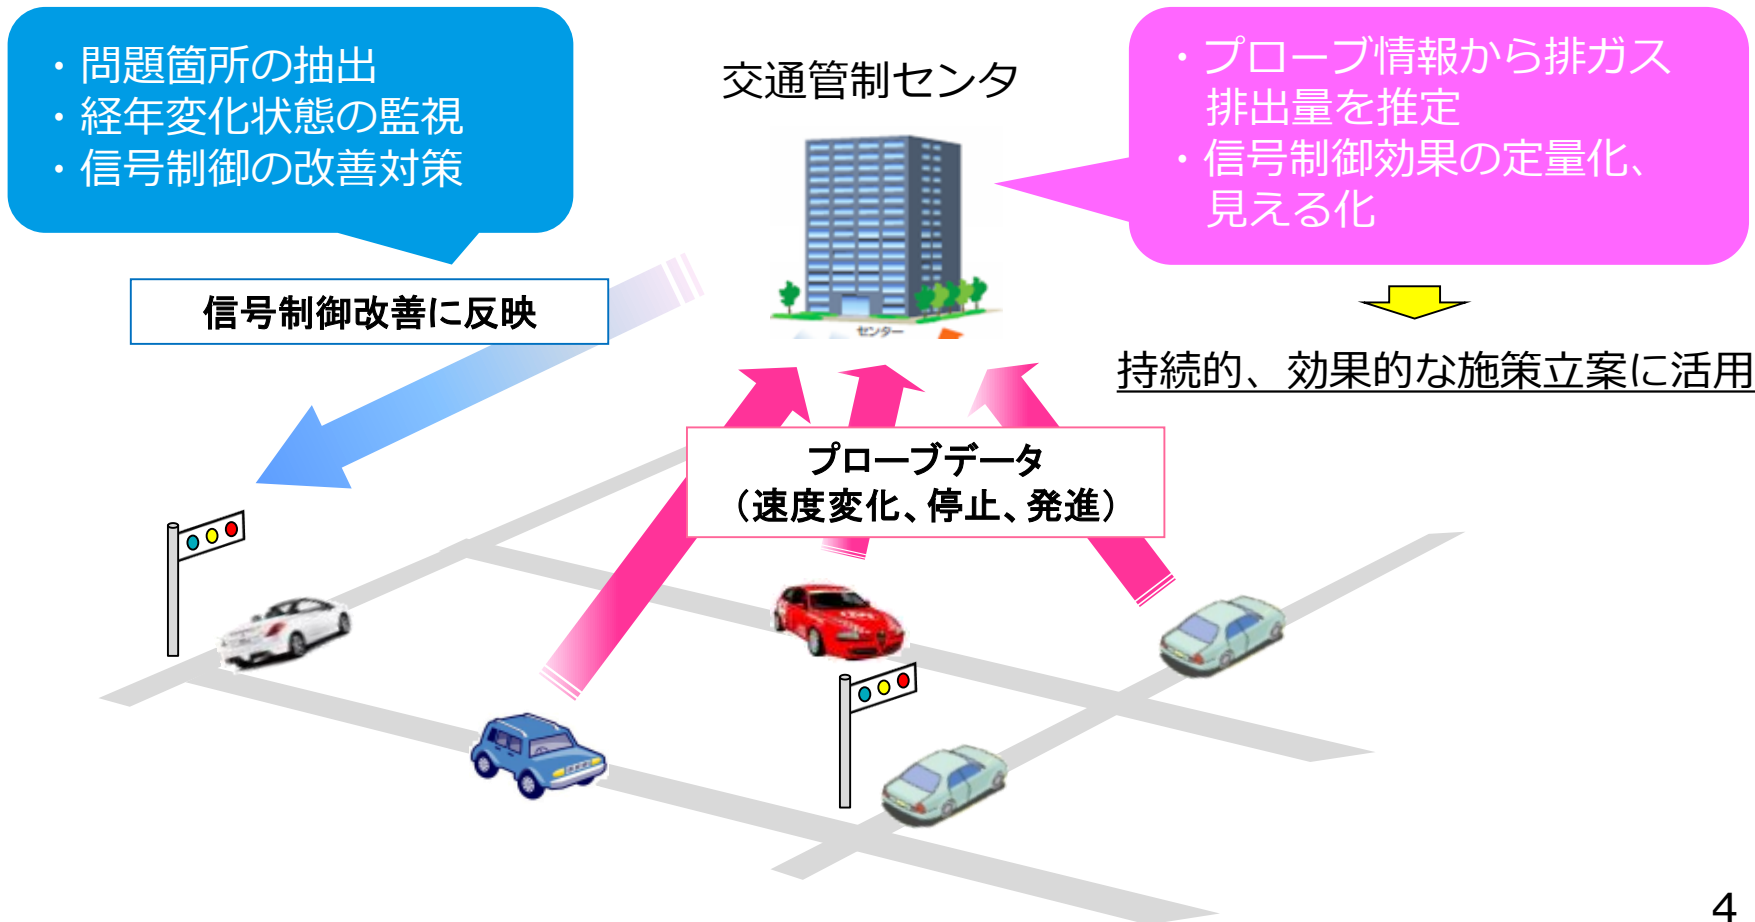 ・問題箇所の抽出
・経年変化状態の監視
・信号制御の改善対策
交通管制センタ
・プローブ情報から排ガス
排出量を推定
・信号制御効果の定量化、
見える化
信号制御改善に反映
センター
持続的、効果的な施策立案に活用
プローブデータ
（速度変化、停止、発進）
4